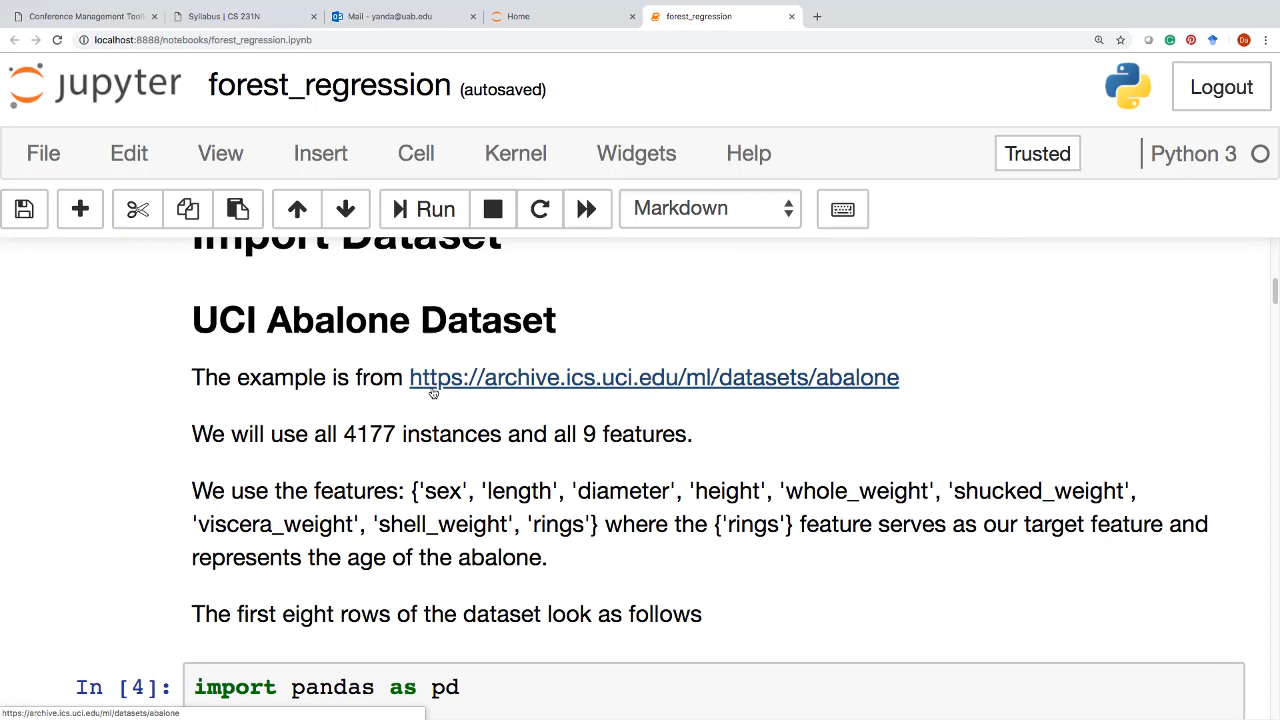 Conference Management Tool
Syllabus | CS 231N
Mail - yanda@uab.edu
Home
forest_regression
localhost:8888/notebooks/forest_regression.ipynb
Da
jupyter forest_regression (autosaved)
Logout
File Edit View Insert Cell Kernel Widgets Help
Trusted
Python 3
Run
Markdown
Import Dataset
UCI Abalone Dataset
The example is from https://archive.ics.uci.edu/ml/datasets/abalone
We will use all 4177 instances and all 9 features.
We use the features: {'sex', 'length', 'diameter', 'height', 'whole_weight', 'shucked_weight',
'viscera_weight', 'shell_weight', 'rings'} where the {'rings'} feature serves as our target feature and
represents the age of the abalone.
The first eight rows of the dataset look as follows
In [4]: import pandas as pd
https://archive.ics.uci.edu/ml/datasets/abalone